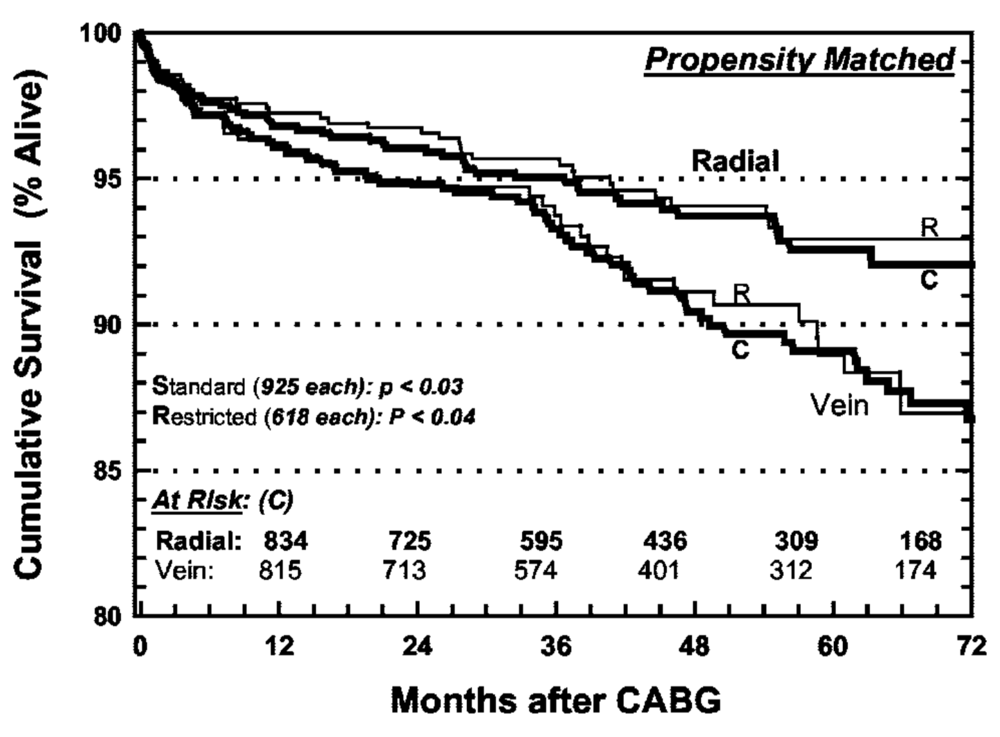 Propensity Matched
100
95
90
85
80
Cumulative Survival (% Alive)
Radial
R
C
R
C
Vein
Standard (925 each): p < 0.03
Restricted (618 each): P < 0.04
At Risk: (C)
Radial: 834 725 595 436 309 168
Vein: 815 713 574 401 312 174
0 12 24 36 48 60 72
Months after CABG